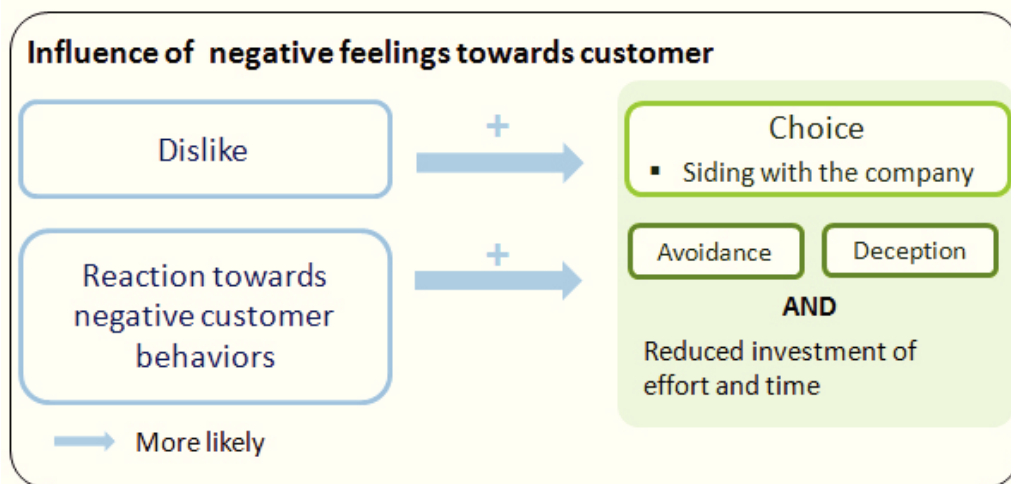 Influence of negative feelings towards customer
Dislike
+
Choice
▪ Siding with the company
Reaction towards
negative customer
behaviors
+
Avoidance
Deception
AND
Reduced investment of
effort and time
More likely